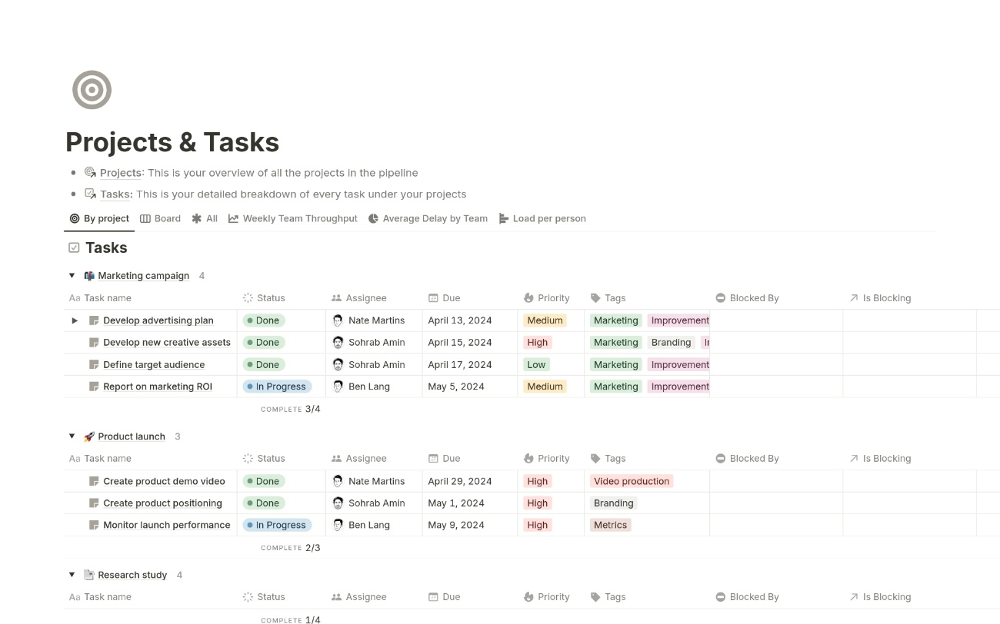 Projects & Tasks
Projects: This is your overview of all the projects in the pipeline
Tasks: This is your detailed breakdown of every task under your projects
By project Board All Weekly Team Throughput Average Delay by Team Load per person
Tasks
Marketing campaign 4
Aa Task name Status Assignee Due Priority Tags Blocked By Is Blocking
Develop advertising plan Done Nate Martins April 13, 2024 Medium Marketing Improvement
Develop new creative assets Done Sohrab Amin April 15, 2024 High Marketing Branding
Define target audience Done Sohrab Amin April 17, 2024 Low Marketing Improvement
Report on marketing ROI In Progress Ben Lang May 5, 2024 Medium Marketing Improvement
COMPLETE 3/4
Product launch 3
Aa Task name Status Assignee Due Priority Tags Blocked By Is Blocking
Create product demo video Done Nate Martins April 29, 2024 High Video production
Create product positioning Done Sohrab Amin May 1, 2024 High Branding
Monitor launch performance In Progress Ben Lang May 9, 2024 High Metrics
COMPLETE 2/3
Research study 4
Aa Task name Status Assignee Due Priority Tags Blocked By Is Blocking
COMPLETE 1/4